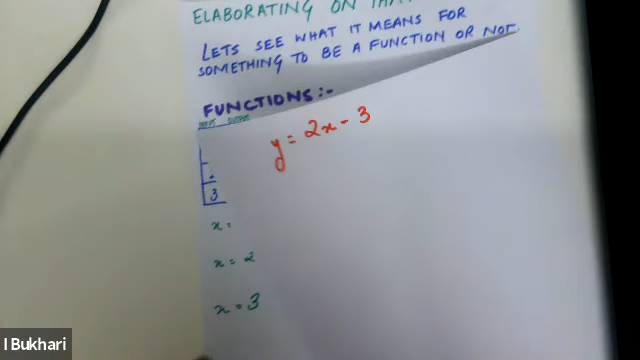 ELABORATING ON THAT
LETS SEE WHAT IT MEANS FOR
SOMETHING TO BE A FUNCTION OR NOT
FUNCTIONS:-
y = 2x - 3
3
x =
x = 2
x = 3
I Bukhari